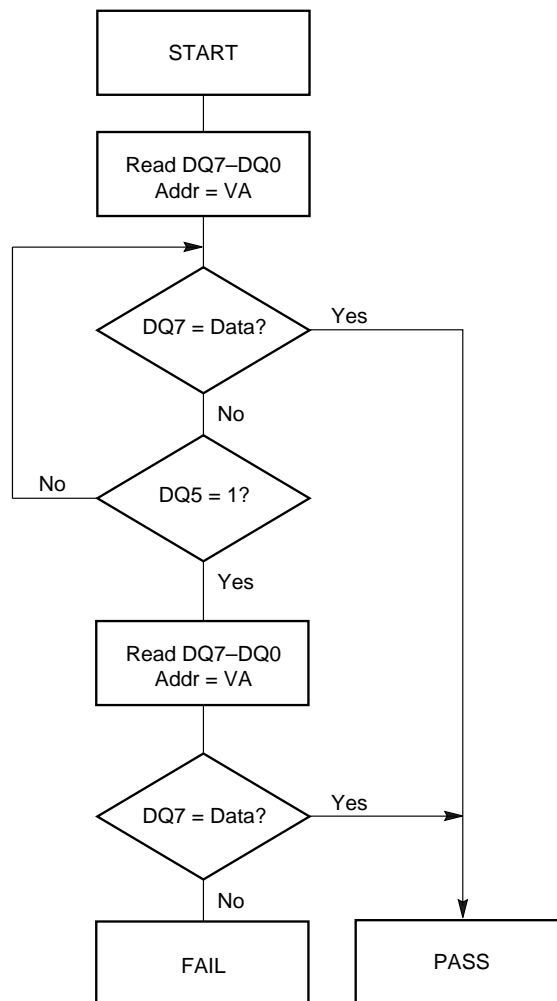 START
Read DQ7–DQ0
Addr = VA
DQ7 = Data?
Yes
No
No
DQ5 = 1?
Yes
Read DQ7–DQ0
Addr = VA
DQ7 = Data?
Yes
No
FAIL
PASS